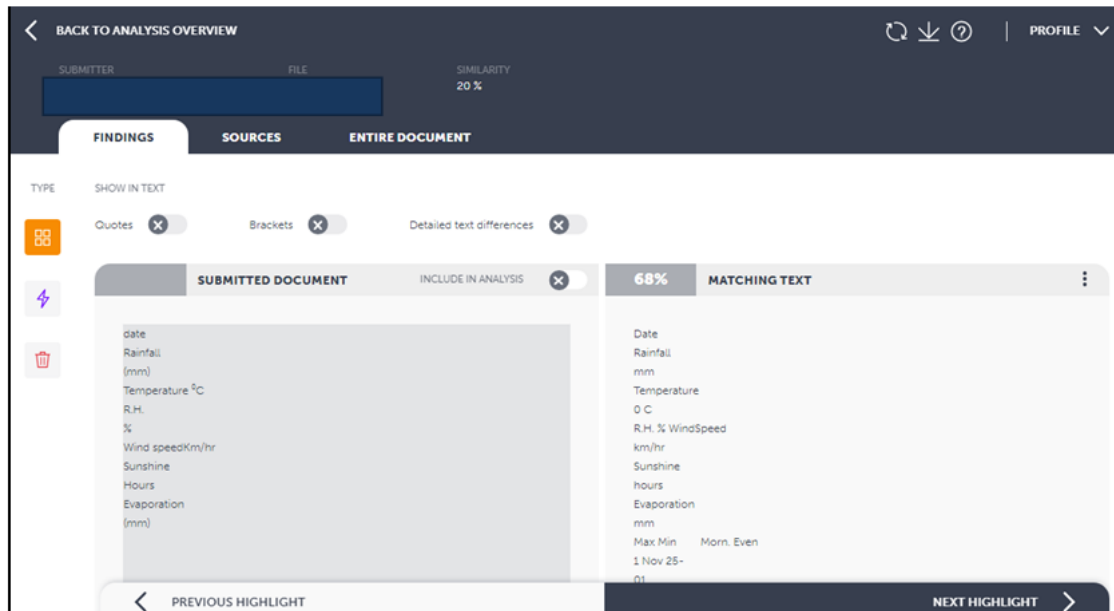 BACK TO ANALYSIS OVERVIEW
PROFILE
SUBMITTER FILE SIMILARITY
20 %
FINDINGS SOURCES ENTIRE DOCUMENT
TYPE SHOW IN TEXT
Quotes Brackets Detailed text differences
SUBMITTED DOCUMENT INCLUDE IN ANALYSIS
date
Rainfall
(mm)
Temperature ⁰C
R.H.
%
Wind speedKm/hr
Sunshine
Hours
Evaporation
(mm)
68% MATCHING TEXT
Date
Rainfall
mm
Temperature
0 C
R.H. % WindSpeed
km/hr
Sunshine
hours
Evaporation
mm
Max Min Morn. Even
1 Nov 25-
01
PREVIOUS HIGHLIGHT
NEXT HIGHLIGHT